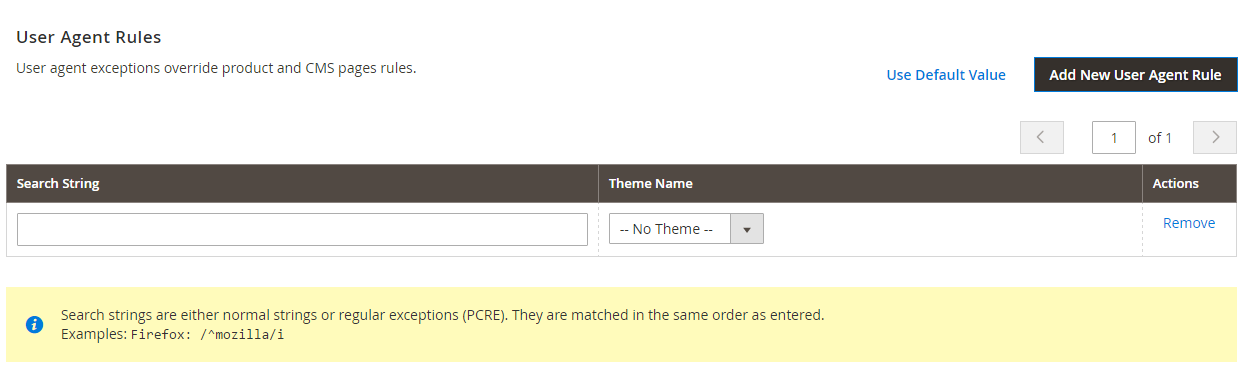 User Agent Rules
User agent exceptions override product and CMS pages rules.
Use Default Value
Add New User Agent Rule
1 of 1
Search String Theme Name Actions
-- No Theme -- Remove
Search strings are either normal strings or regular exceptions (PCRE). They are matched in the same order as entered.
Examples: Firefox: /^mozilla/i